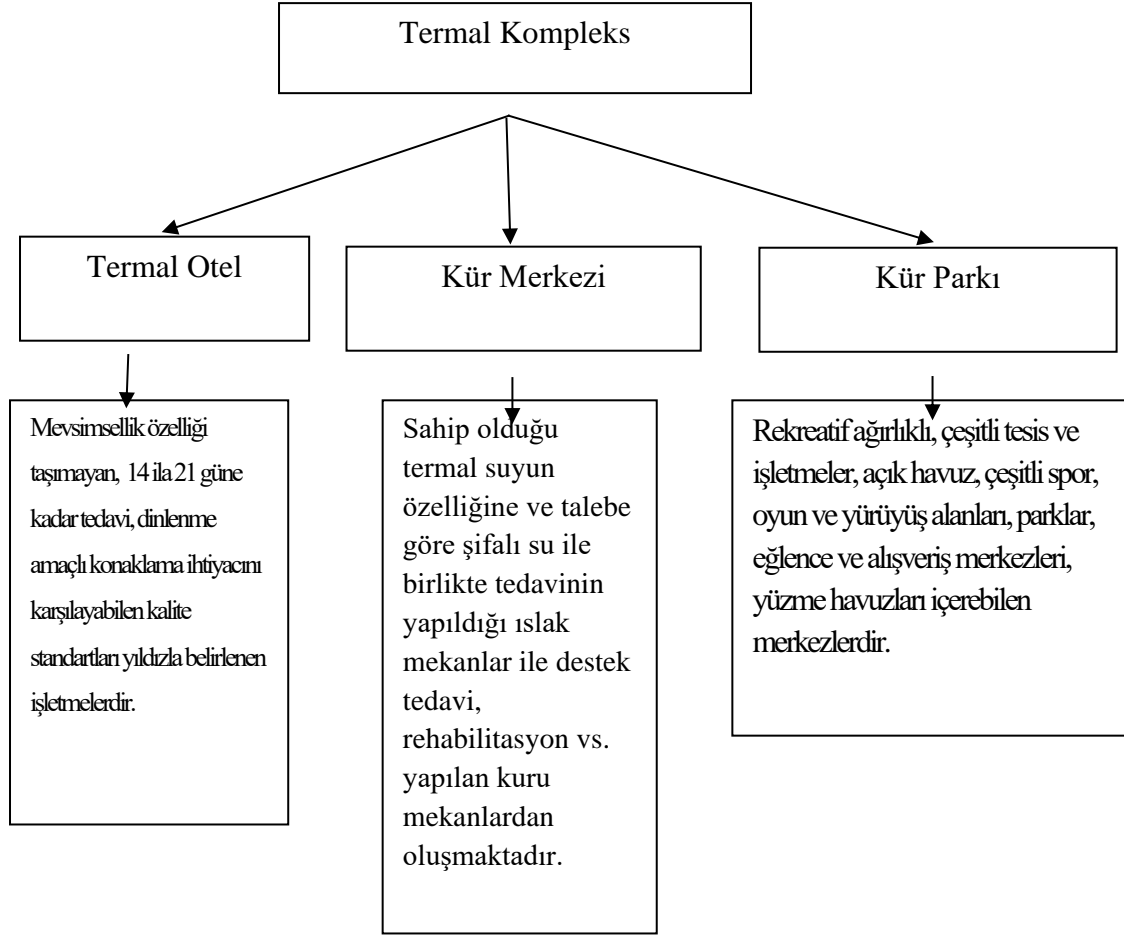 Termal Kompleks
Termal Otel
Kür Merkezi
Kür Parkı
Mevsimsellik özelliği
taşımayan, 14 ila 21 güne
kadar tedavi, dinlenme
amaçlı konaklama ihtiyacını
karşılayabilen kalite
standartları yıldızla belirlenen
işletmelerdir.
Sahip olduğu
termal suyun
özelliğine ve talebe
göre şifalı su ile
birlikte tedavinin
yapıldığı ıslak
mekanlar ile destek
tedavi,
rehabilitasyon vs.
yapılan kuru
mekanlardan
oluşmaktadır.
Rekreatif ağırlıklı, çeşitli tesis ve
işletmeler, açık havuz, çeşitli spor,
oyun ve yürüyüş alanları, parklar,
eğlence ve alışveriş merkezleri,
yüzme havuzları içerebilen
merkezlerdir.